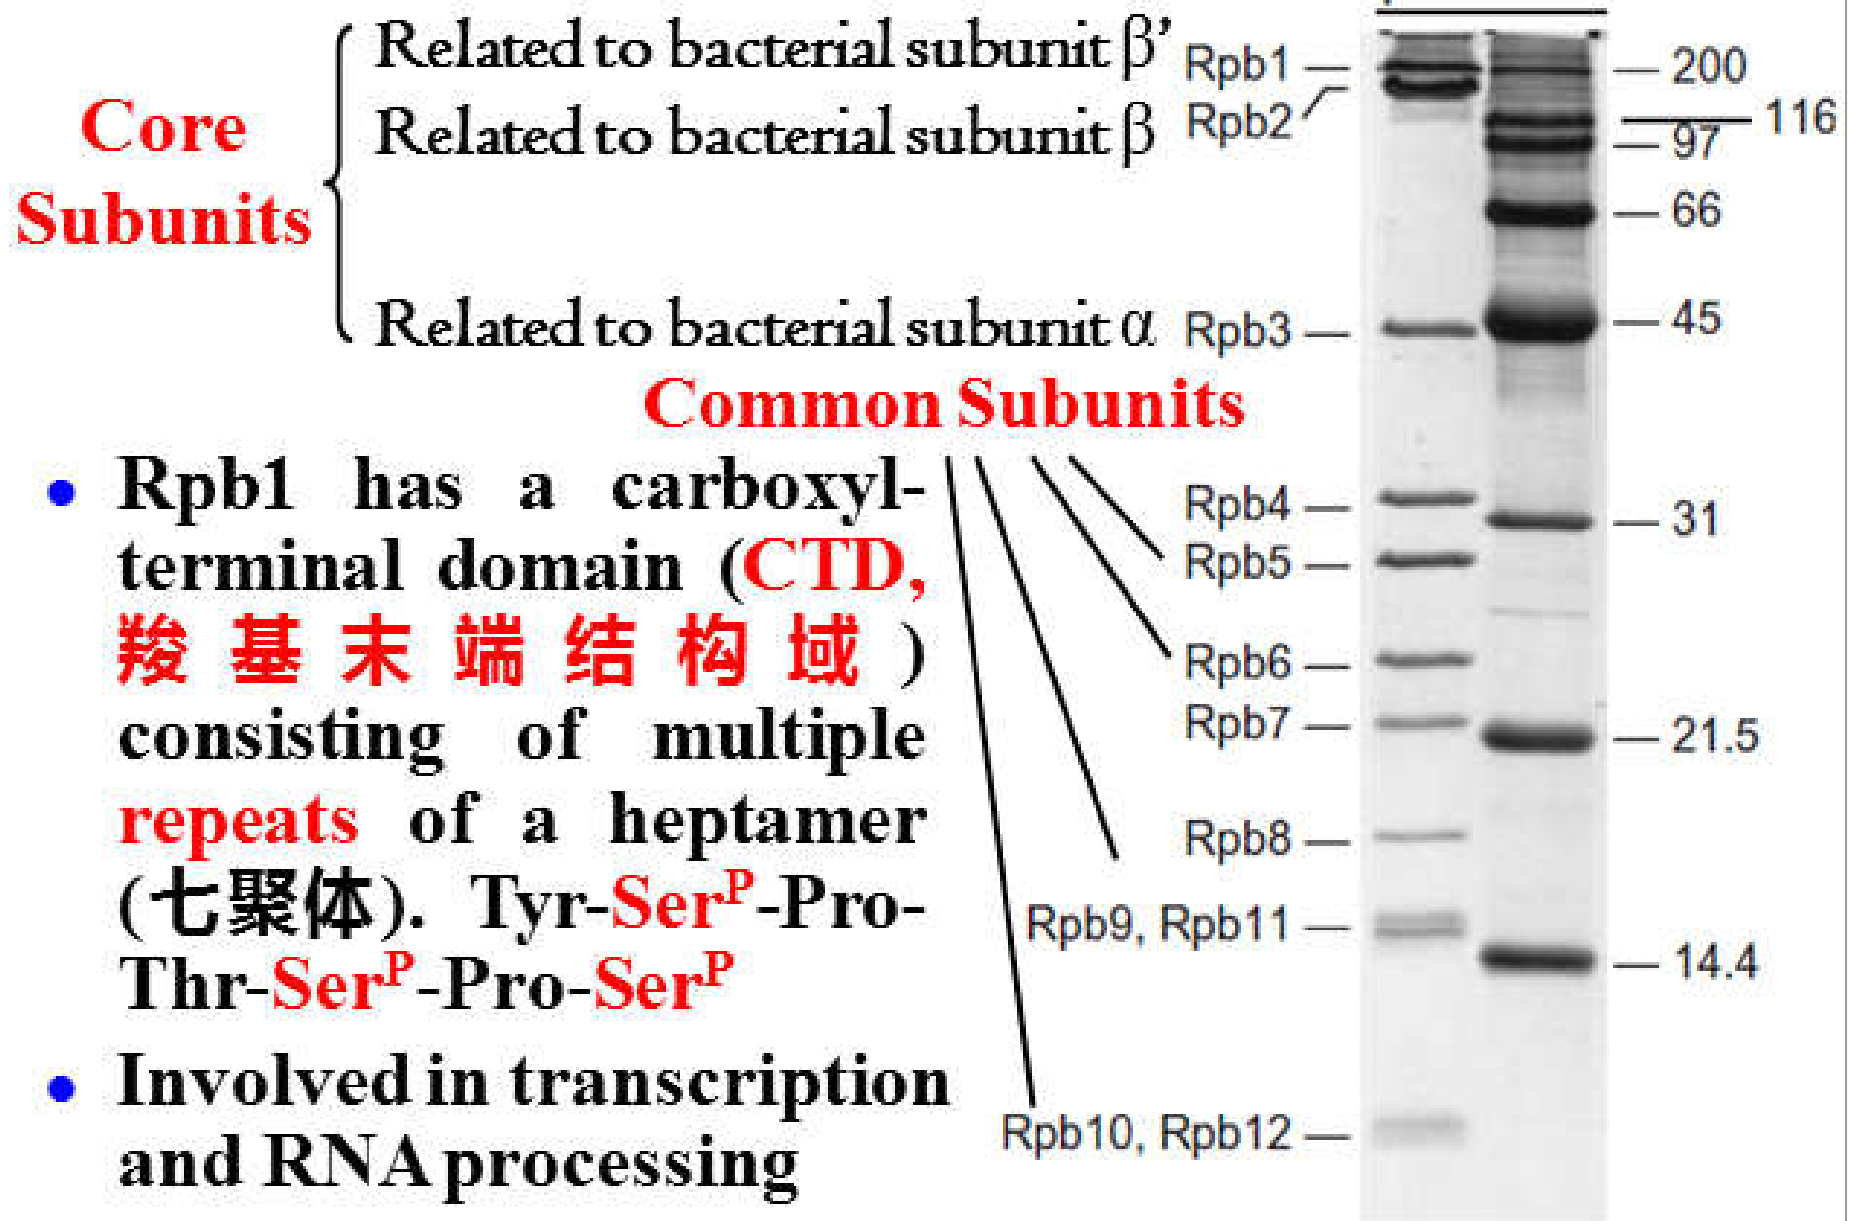 Core
Subunits
Related to bacterial subunit β’
Related to bacterial subunit β
Related to bacterial subunit α
Common Subunits
• Rpb1 has a carboxyl-
terminal domain (CTD,
羧基末端结构域)
consisting of multiple
repeats of a heptamer
(七聚体). Tyr-Serᴾ-Pro-
Thr-Serᴾ-Pro-Serᴾ
• Involved in transcription
and RNA processing
Rpb1
Rpb2
Rpb3
Rpb4
Rpb5
Rpb6
Rpb7
Rpb8
Rpb9, Rpb11
Rpb10, Rpb12
200
116
97
66
45
31
21.5
14.4